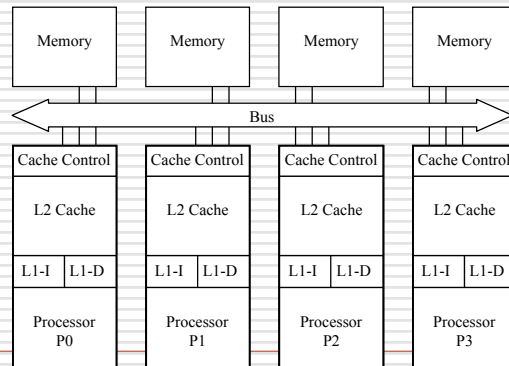 Memory Memory Memory Memory
Bus
Cache Control Cache Control Cache Control Cache Control
L2 Cache L2 Cache L2 Cache L2 Cache
L1-I L1-D L1-I L1-D L1-I L1-D L1-I L1-D
Processor Processor Processor Processor
P0 P1 P2 P3